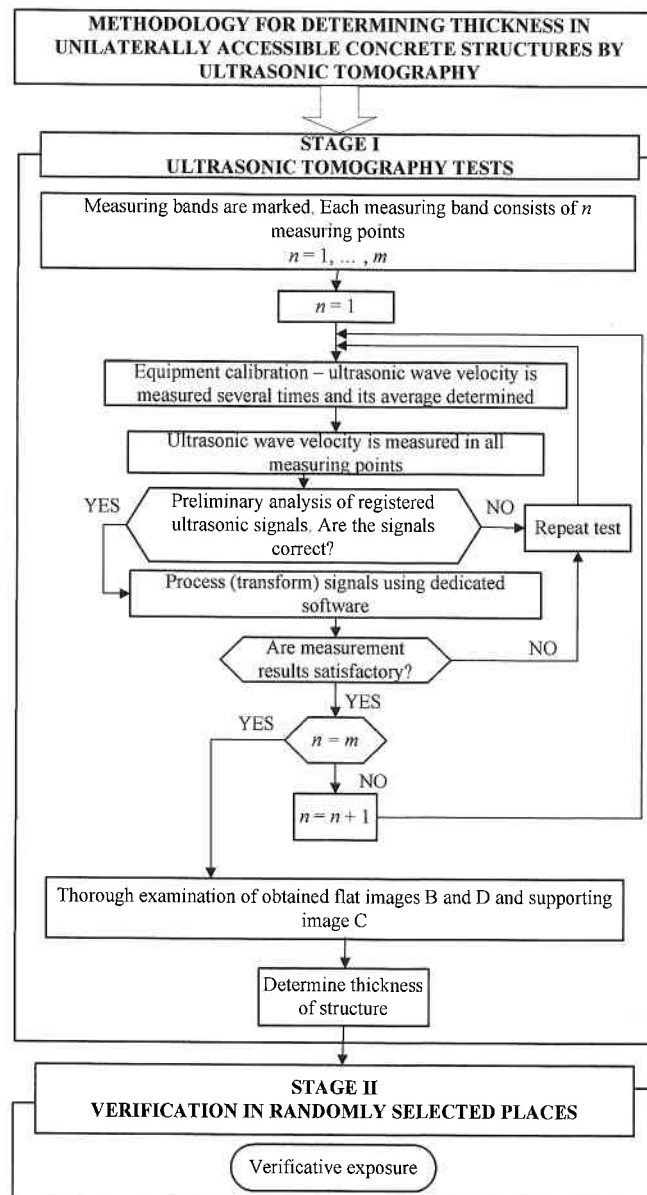 METHODOLOGY FOR DETERMINING THICKNESS IN
UNILATERALLY ACCESSIBLE CONCRETE STRUCTURES BY
ULTRASONIC TOMOGRAPHY
STAGE I
ULTRASONIC TOMOGRAPHY TESTS
Measuring bands are marked. Each measuring band consists of n
measuring points
n = 1, ... , m
n = 1
Equipment calibration – ultrasonic wave velocity is
measured several times and its average determined
Ultrasonic wave velocity is measured in all
measuring points
YES
Preliminary analysis of registered
ultrasonic signals. Are the signals
correct?
NO
Repeat test
Process (transform) signals using dedicated
software
Are measurement
results satisfactory?
NO
YES
YES
n = m
NO
n = n + 1
Thorough examination of obtained flat images B and D and supporting
image C
Determine thickness
of structure
STAGE II
VERIFICATION IN RANDOMLY SELECTED PLACES
Verificative exposure